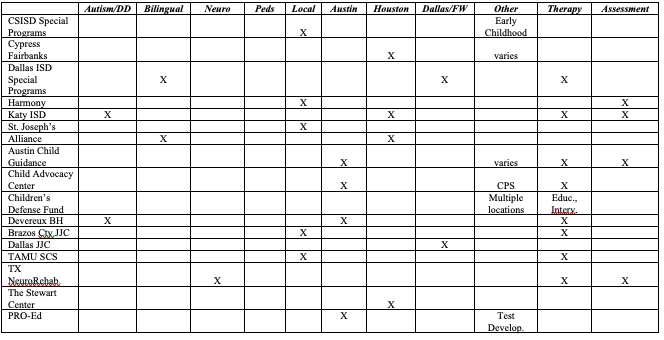 Autism/DD Bilingual Neuro Peds Local Austin Houston Dallas/FW Other Therapy Assessment
CSISD Special Early
Programs X Childhood
Cypress
Fairbanks X varies
Dallas ISD
Special X X X
Programs
Harmony X X
Katy ISD X X X X
St. Joseph's X
Alliance X X
Austin Child
Guidance X varies X X
Child Advocacy
Center X CPS X
Children's Multiple Educ.,
Defense Fund locations Interv.
Devereux BH X X X
Brazos Cty JJC X X
Dallas JJC X
TAMU SCS X X
TX
NeuroRehab. X X X
The Stewart
Center X
PRO-Ed X Test
Develop.